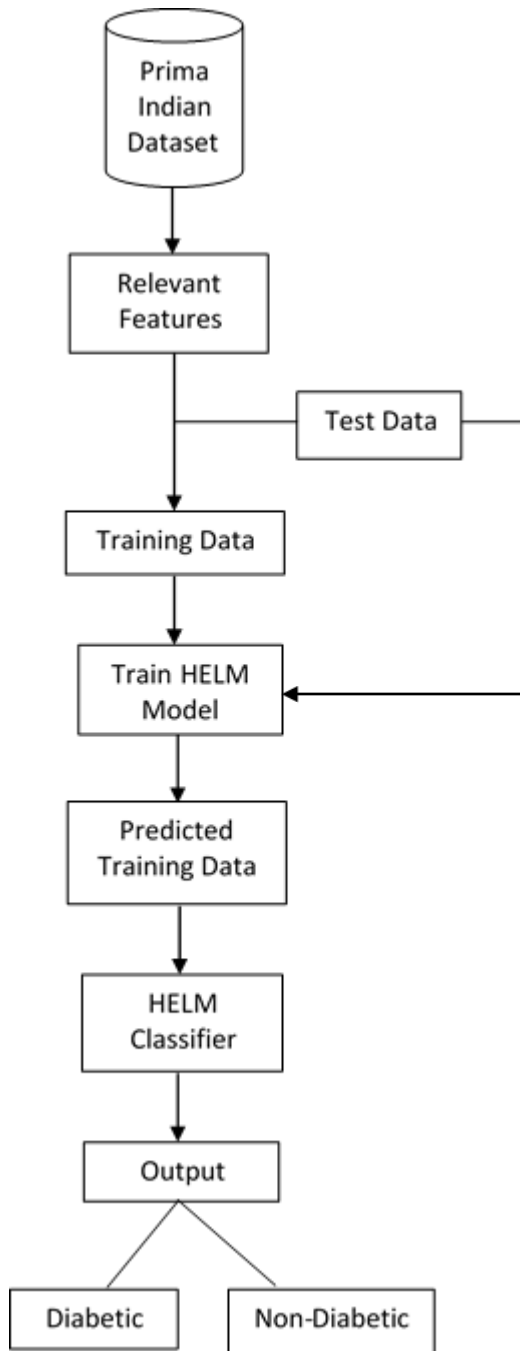 Prima
Indian
Dataset
Relevant
Features
Test Data
Training Data
Train HELM
Model
Predicted
Training Data
HELM
Classifier
Output
Diabetic
Non-Diabetic